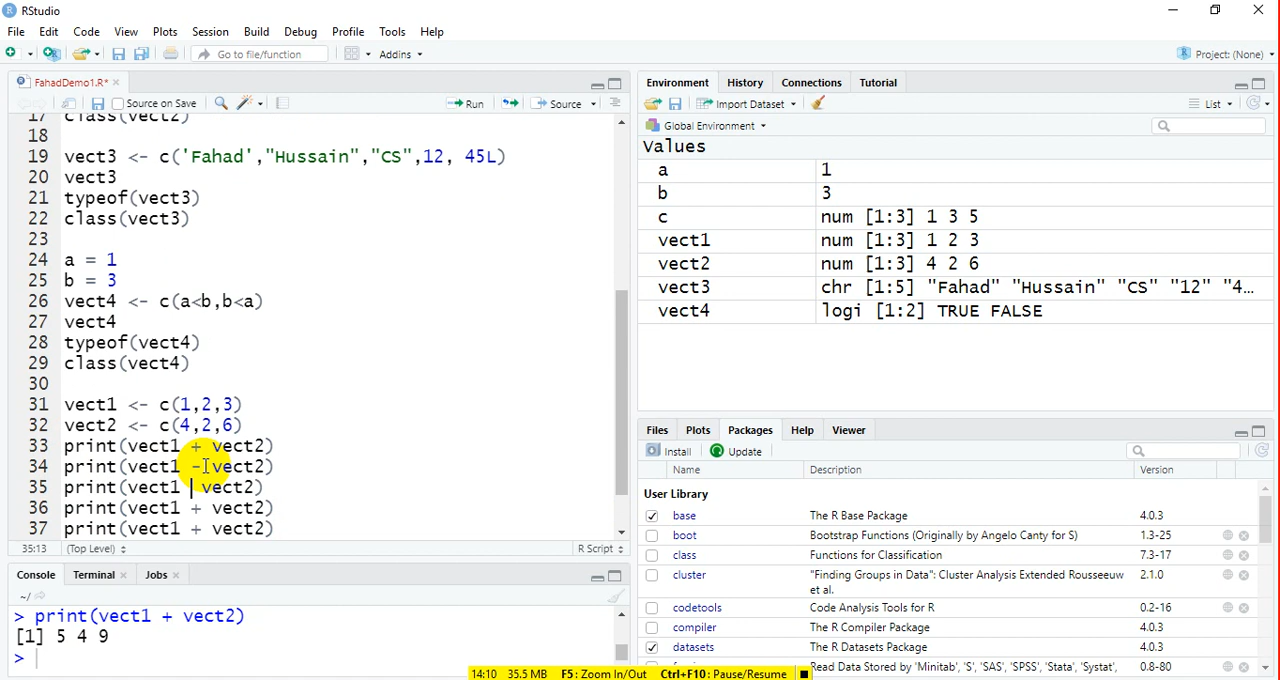 RStudio
File Edit Code View Plots Session Build Debug Profile Tools Help
Go to file/function Addins Project: (None)
FahadDemo1.R*
Source on Save Run Source
17 class(vect2)
18
19 vect3 <- c('Fahad',"Hussain","CS",12, 45L)
20 vect3
21 typeof(vect3)
22 class(vect3)
23
24 a = 1
25 b = 3
26 vect4 <- c(a<b,b<a)
27 vect4
28 typeof(vect4)
29 class(vect4)
30
31 vect1 <- c(1,2,3)
32 vect2 <- c(4,2,6)
33 print(vect1 + vect2)
34 print(vect1 - vect2)
35 print(vect1  vect2)
36 print(vect1 + vect2)
37 print(vect1 + vect2)
35:13 (Top Level) R Script
Console Terminal Jobs
~/
> print(vect1 + vect2)
[1] 5 4 9
>
Environment History Connections Tutorial
Import Dataset List
Global Environment
Values
a 1
b 3
c num [1:3] 1 3 5
vect1 num [1:3] 1 2 3
vect2 num [1:3] 4 2 6
vect3 chr [1:5] "Fahad" "Hussain" "CS" "12" "4...
vect4 logi [1:2] TRUE FALSE
Files Plots Packages Help Viewer
Install Update
Name Description Version
User Library
base The R Base Package 4.0.3
boot Bootstrap Functions (Originally by Angelo Canty for S) 1.3-25
class Functions for Classification 7.3-17
cluster "Finding Groups in Data": Cluster Analysis Extended Rousseeuw et al. 2.1.0
codetools Code Analysis Tools for R 0.2-16
compiler The R Compiler Package 4.0.3
datasets The R Datasets Package 4.0.3
Read Data Stored by 'Minitab', 'S', 'SAS', 'SPSS', 'Stata', 'Systat', 0.8-80
14:10 35.5 MB F5: Zoom In/Out Ctrl+F10: Pause/Resume